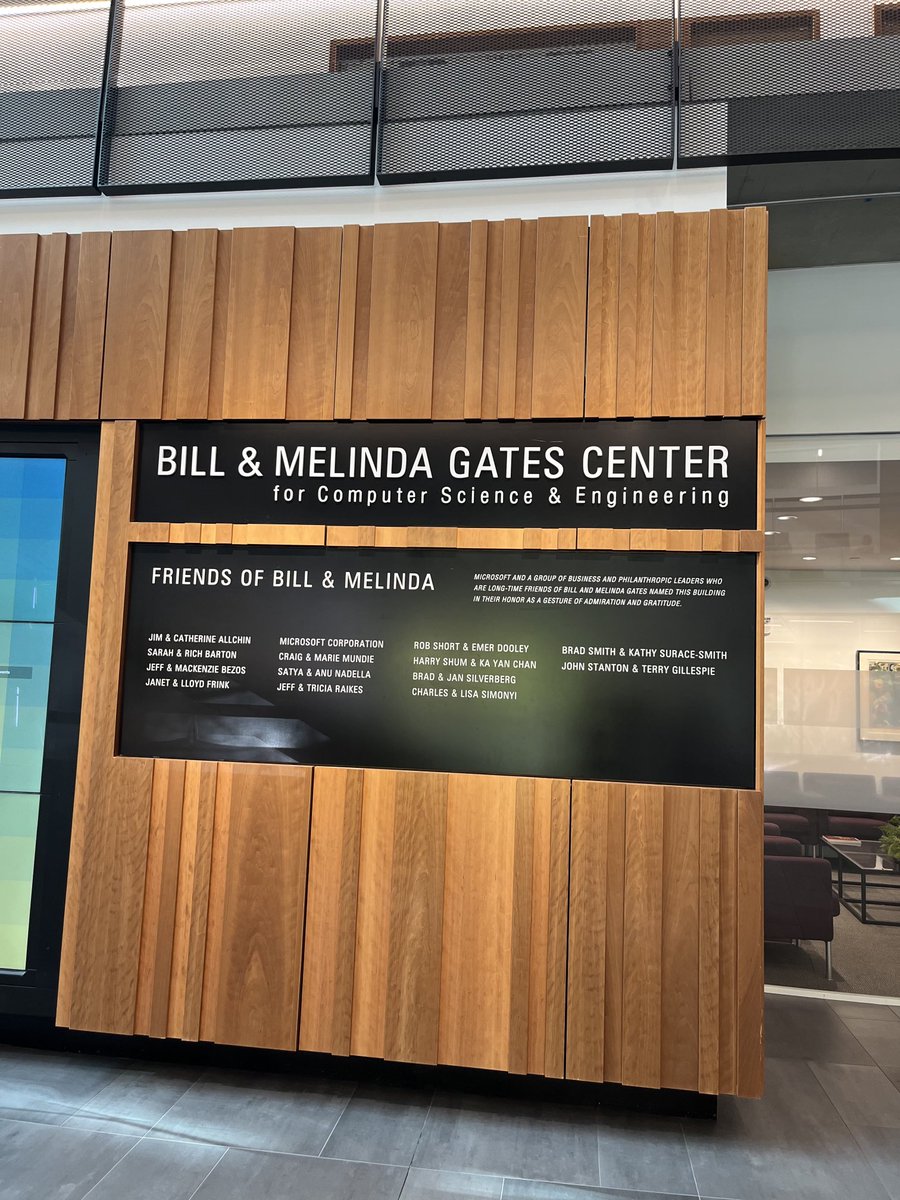 BILL & MELINDA GATES CENTER
for Computer Science & Engineering
FRIENDS OF BILL & MELINDA
MICROSOFT AND A GROUP OF BUSINESS AND PHILANTHROPIC LEADERS WHO
ARE LONG-TIME FRIENDS OF BILL AND MELINDA GATES NAMED THIS BUILDING
IN THEIR HONOR AS A GESTURE OF ADMIRATION AND GRATITUDE.
JIM & CATHERINE ALLCHIN
SARAH & RICH BARTON
JEFF & MACKENZIE BEZOS
JANET & LLOYD FRINK
MICROSOFT CORPORATION
CRAIG & MARIE MUNDIE
SATYA & ANU NADELLA
JEFF & TRICIA RAIKES
ROB SHORT & EMER DOOLEY
HARRY SHUM & KA YAN CHAN
BRAD & JAN SILVERBERG
CHARLES & LISA SIMONYI
BRAD SMITH & KATHY SURACE-SMITH
JOHN STANTON & TERRY GILLESPIE